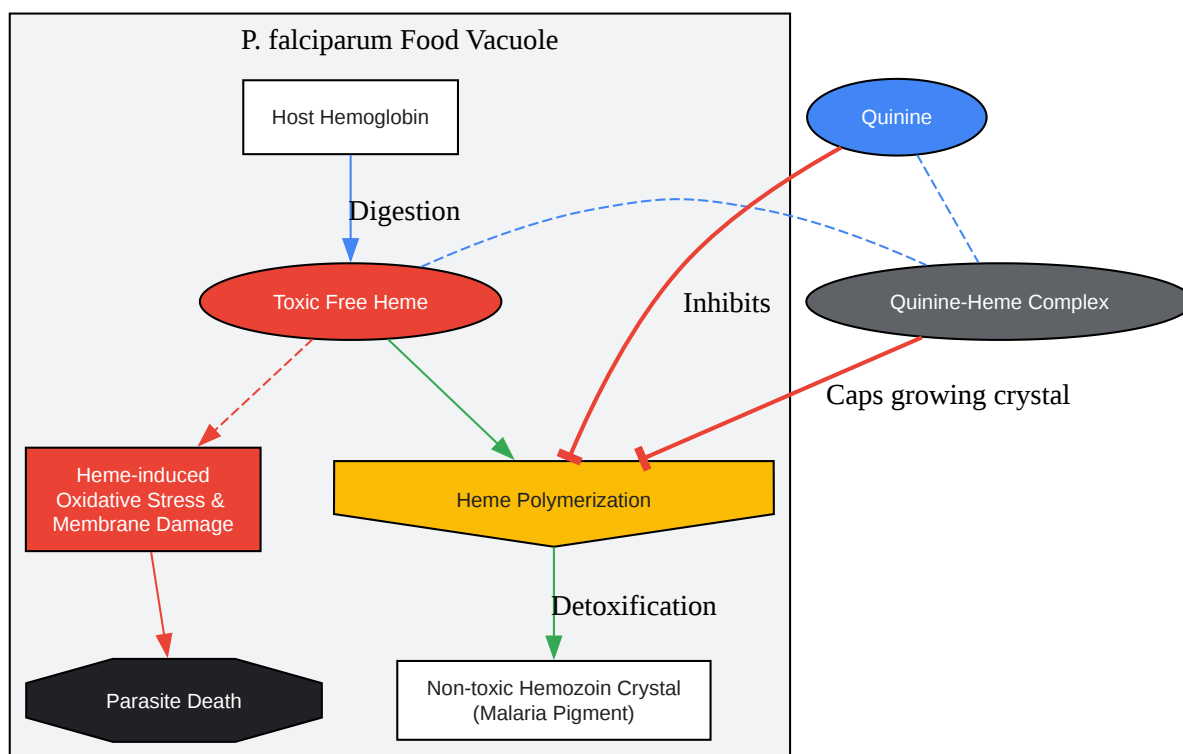 P. falciparum Food Vacuole
Host Hemoglobin
Quinine
Digestion
Toxic Free Heme
Inhibits
Quinine-Heme Complex
Caps growing crystal
Heme-induced
Oxidative Stress &
Membrane Damage
Heme Polymerization
Detoxification
Parasite Death
Non-toxic Hemozoin Crystal
(Malaria Pigment)